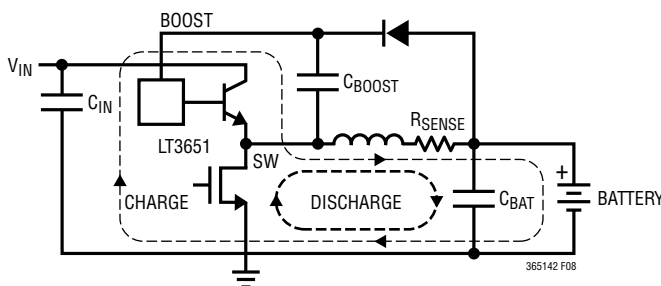 BOOST
VIN
CIN
LT3651
CBOOST
RSENSE
SW
CHARGE
DISCHARGE
CBAT
+
BATTERY
365142 F08